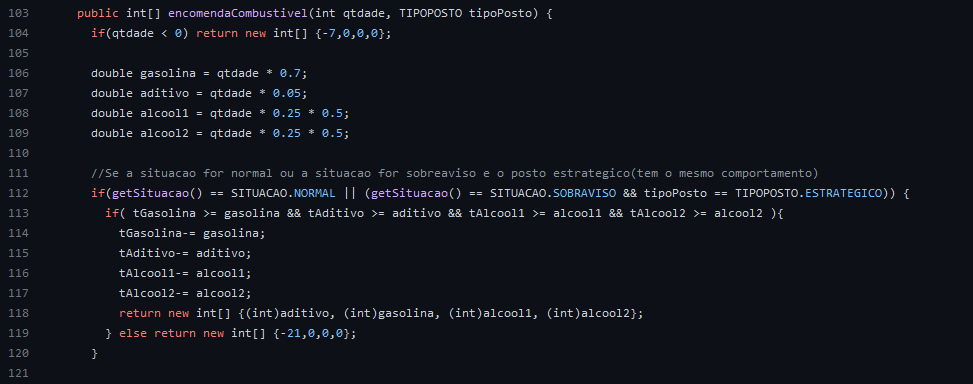 103 public int[] encomendaCombustivel(int qtdade, TIPOPOSTO tipoPosto) {
104 if(qtdade < 0) return new int[] {-7,0,0,0};
105
106 double gasolina = qtdade * 0.7;
107 double aditivo = qtdade * 0.05;
108 double alcool1 = qtdade * 0.25 * 0.5;
109 double alcool2 = qtdade * 0.25 * 0.5;
110
111 //Se a situacao for normal ou a situacao for sobreaviso e o posto estrategico(tem o mesmo comportamento)
112 if(getSituacao() == SITUACAO.NORMAL || (getSituacao() == SITUACAO.SOBRAVISO && tipoPosto == TIPOPOSTO.ESTRATEGICO)) {
113 if( tGasolina >= gasolina && tAditivo >= aditivo && tAlcool1 >= alcool1 && tAlcool2 >= alcool2 ){
114 tGasolina-= gasolina;
115 tAditivo-= aditivo;
116 tAlcool1-= alcool1;
117 tAlcool2-= alcool2;
118 return new int[] {(int)aditivo, (int)gasolina, (int)alcool1, (int)alcool2};
119 } else return new int[] {-21,0,0,0};
120 }
121